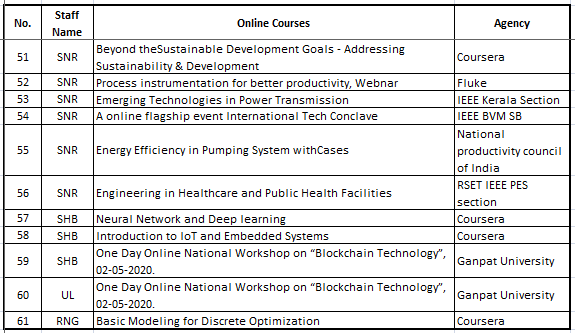 No. Staff Name Online Courses Agency
51 SNR Beyond theSustainable Development Goals - Addressing
Sustainability & Development Coursera
52 SNR Process instrumentation for better productivity, Webnar Fluke
53 SNR Emerging Technologies in Power Transmission IEEE Kerala Section
54 SNR A online flagship event International Tech Conclave IEEE BVM SB
55 SNR Energy Efficiency in Pumping System withCases National
productivity council
of India
56 SNR Engineering in Healthcare and Public Health Facilities RSET IEEE PES
section
57 SHB Neural Network and Deep learning Coursera
58 SHB Introduction to IoT and Embedded Systems Coursera
59 SHB One Day Online National Workshop on “Blockchain Technology”,
02-05-2020. Ganpat University
60 UL One Day Online National Workshop on “Blockchain Technology”,
02-05-2020. Ganpat University
61 RNG Basic Modeling for Discrete Optimization Coursera